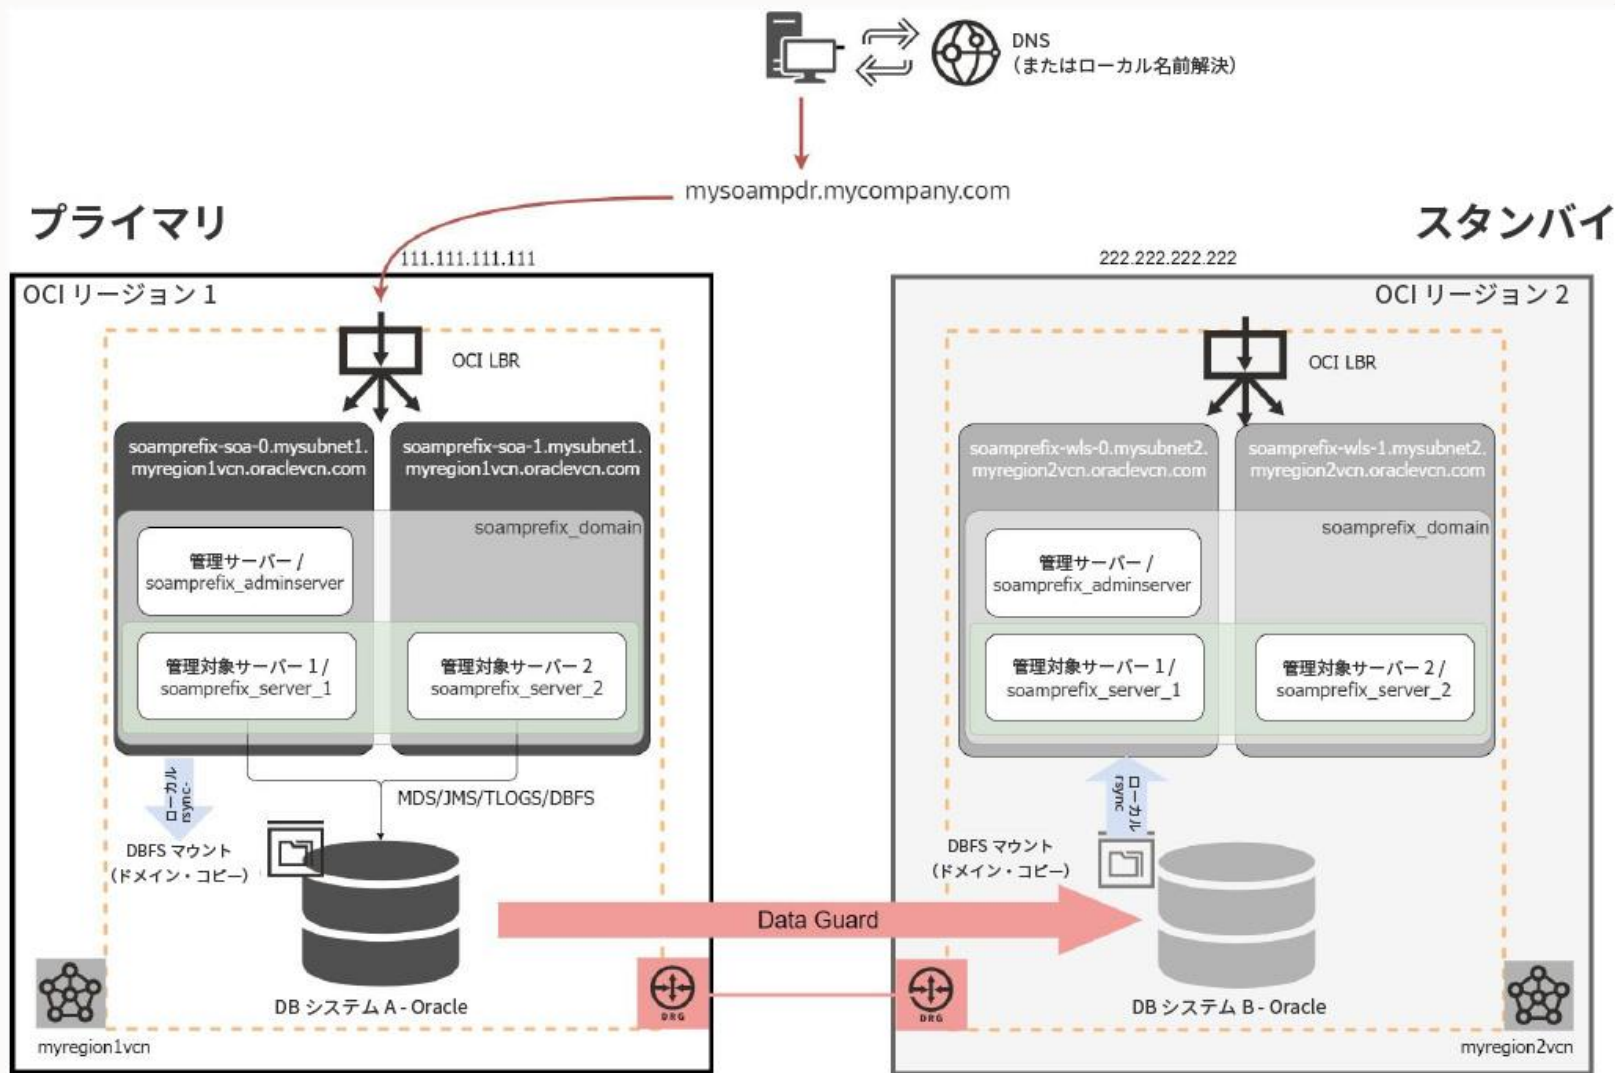 DNS
（またはローカル名前解決）
mysoampdr.mycompany.com
プライマリ
スタンバイ
111.111.111.111
222.222.222.222
OCI リージョン 1
OCI LBR
soamprefix-soa-0.mysubnet1.
myregion1vcn.oraclevcn.com
soamprefix-soa-1.mysubnet1.
myregion1vcn.oraclevcn.com
soamprefix_domain
管理サーバー /
soamprefix_adminserver
管理対象サーバー 1 /
soamprefix_server_1
管理対象サーバー 2
soamprefix_server_2
ローカル
rsync-
MDS/JMS/TLOGS/DBFS
DBFS マウント
（ドメイン・コピー）
DB システム A - Oracle
DRG
myregion1vcn
Data Guard
OCI リージョン 2
OCI LBR
soamprefix-wls-0.mysubnet2.
myregion2vcn.oraclevcn.com
soamprefix-wls-1.mysubnet2.
myregion2vcn.oraclevcn.com
soamprefix_domain
管理サーバー /
soamprefix_adminserver
管理対象サーバー 1 /
soamprefix_server_1
管理対象サーバー 2 /
soamprefix_server_2
ローカル
rsync
DBFS マウント
（ドメイン・コピー）
DB システム B - Oracle
DRG
myregion2vcn